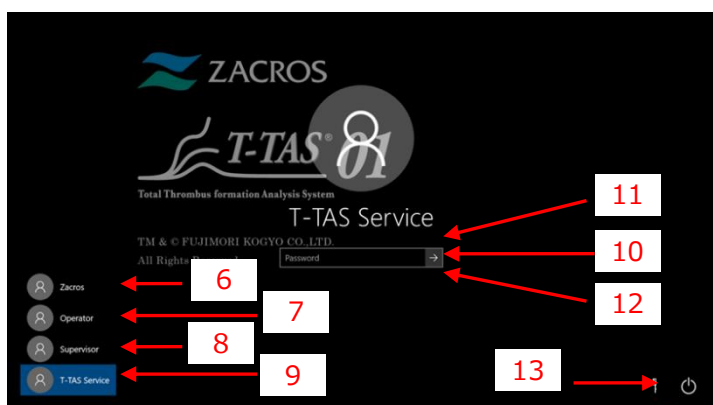 ZACROS
T-TAS® 01
Total Thrombus formation Analysis System
T-TAS Service
11
TM & © FUJIMORI KOGYO CO.,LTD.
All Rights
Password
10
12
Zacros
6
Operator
7
Supervisor
8
T-TAS Service
9
13